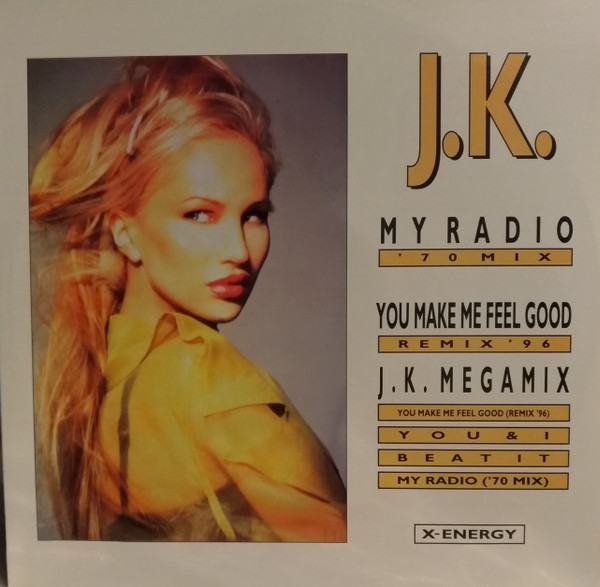 J.K.
MY RADIO
'70 MIX
YOU MAKE ME FEEL GOOD
REMIX '96
J.K. MEGAMIX
YOU MAKE ME FEEL GOOD (REMIX '96)
YOU & I
BEAT IT
MY RADIO ('70 MIX)
X-ENERGY